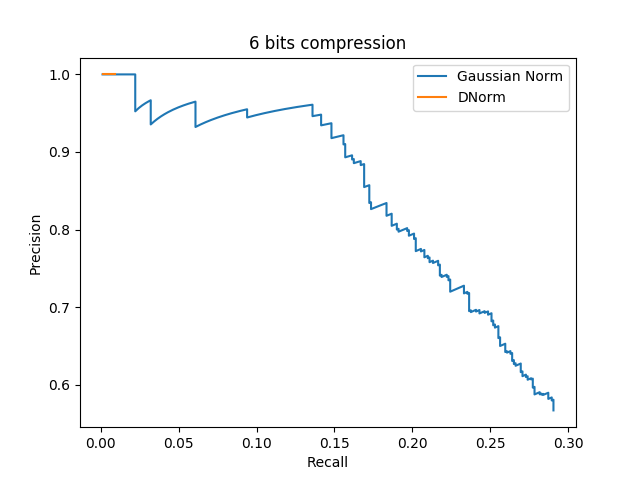 6 bits compression
Gaussian Norm
DNorm
1.0
0.9
0.8
0.7
0.6
Precision
0.00 0.05 0.10 0.15 0.20 0.25 0.30
Recall